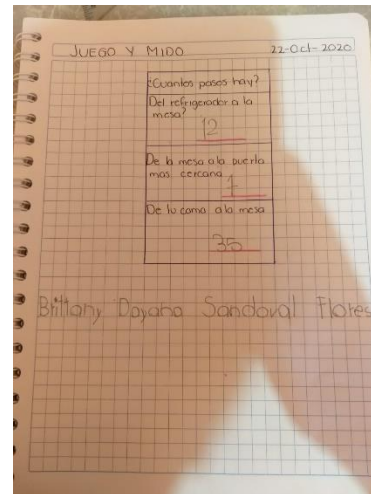 JUEGO Y MIDO 22-Oct-2020
¿Cuantos pasos hay?
Del refrigerador a la
mesa?
12
De la mesa a la puerta
mas cercana
7
De tu cama a la mesa
35
Brittany Dayana Sandoval Flores